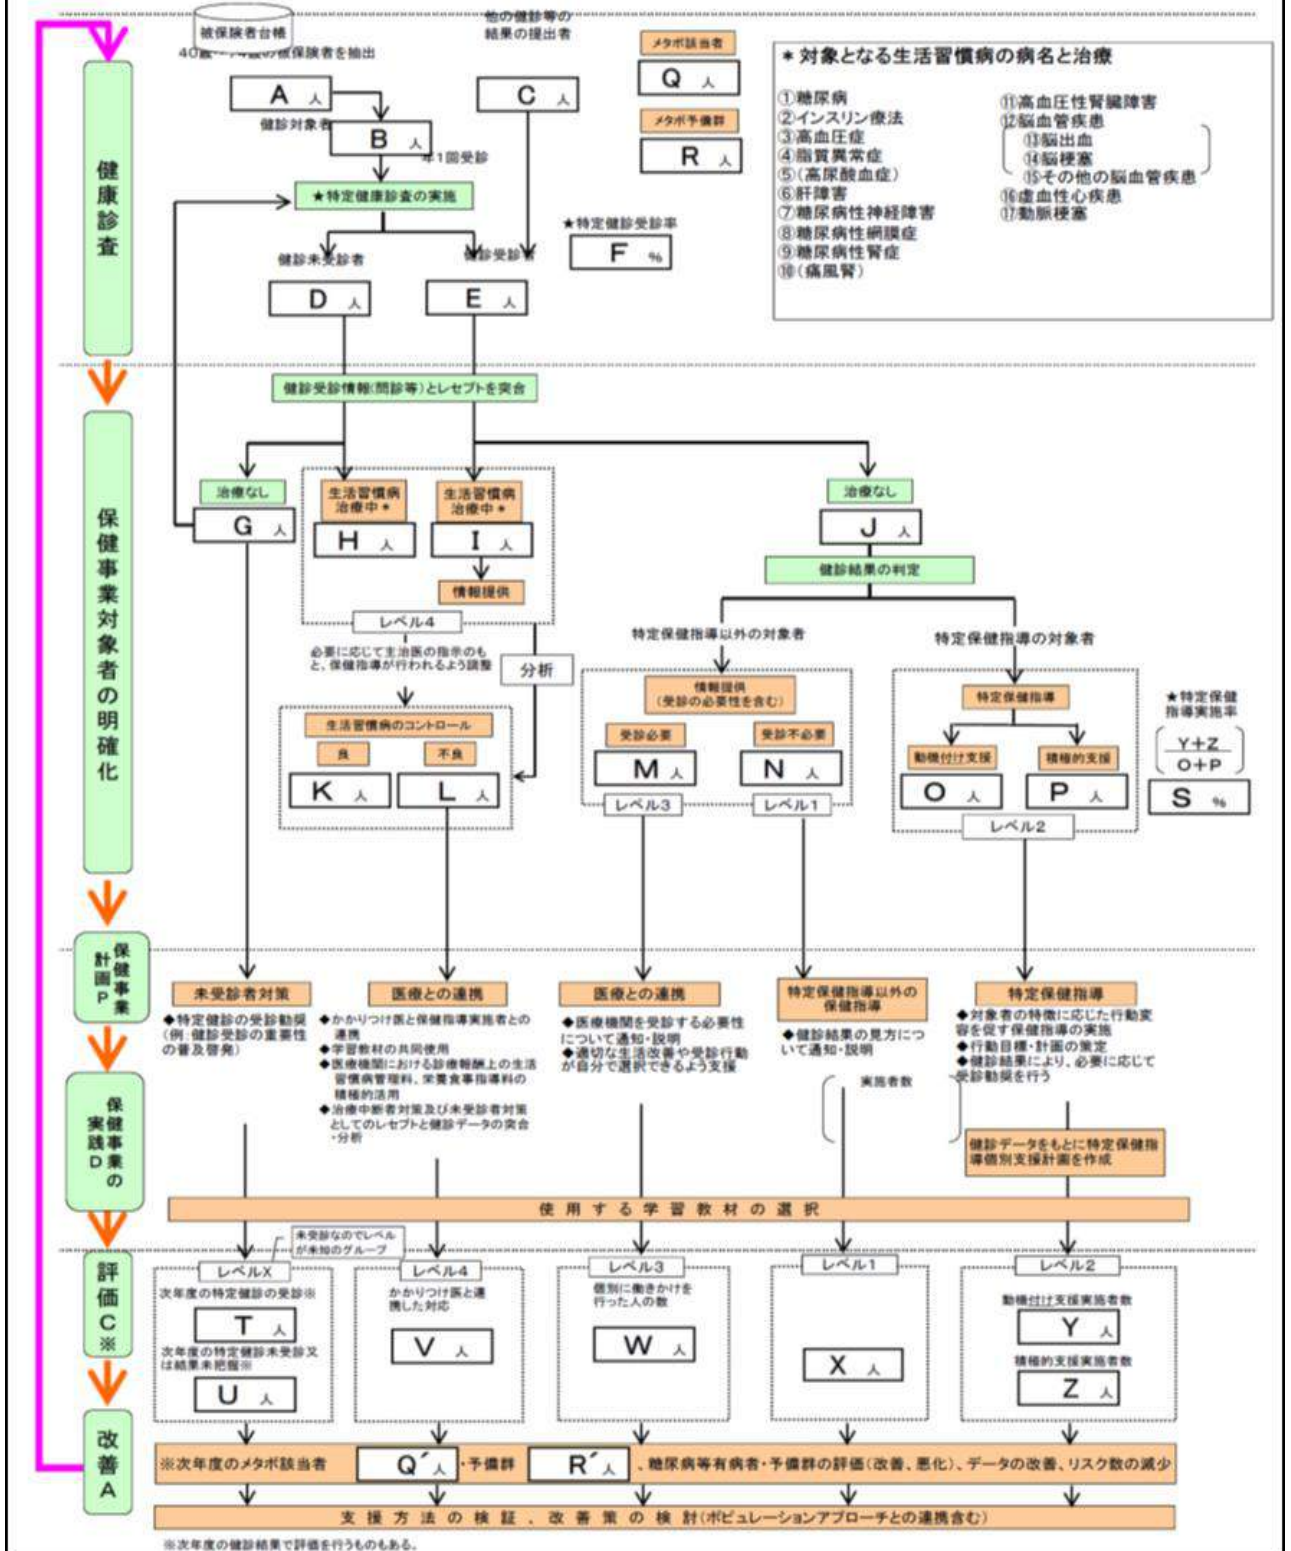 被保険者台帳
40歳～74歳の被保険者を抽出
A 人
健診対象者
B 人
年1回受診
他の健診等の
結果の提出者
C 人
メタボ該当者
Q 人
メタボ予備群
R 人
★特定健康診査の実施
★特定健診受診率
F %
健診未受診者
D 人
健診受診者
E 人
*対象となる生活習慣病の病名と治療
①糖尿病
②インスリン療法
③高血圧症
④脂質異常症
⑤(高尿酸血症)
⑥肝障害
⑦糖尿病性神経障害
⑧糖尿病性網膜症
⑨糖尿病性腎症
⑩(痛風腎)
⑪高血圧性腎臓障害
⑫脳血管疾患
⑬脳出血
⑭脳梗塞
⑮その他の脳血管疾患
⑯虚血性心疾患
⑰動脈梗塞
健康診査
健診受診情報(問診等)とレセプトを突合
保健事業対象者の明確化
治療なし
G 人
生活習慣病
治療中*
H 人
生活習慣病
治療中*
I 人
情報提供
レベル4
治療なし
J 人
健診結果の判定
必要に応じて主治医の指示のも
と、保健指導が行われるよう調整
分析
生活習慣病のコントロール
良
不良
K 人
L 人
特定保健指導以外の対象者
情報提供
(受診の必要性を含む)
受診必要
受診不必要
M 人
N 人
レベル3
レベル1
特定保健指導の対象者
特定保健指導
動機付け支援
積極的支援
O 人
P 人
レベル2
★特定保健
指導実施率
Y+Z
O+P
S %
保健事業
計画P
未受診者対策
◆特定健診の受診勧奨
(例:健診受診の重要性
の普及啓発)
医療との連携
◆かかりつけ医と保健指導実施者との
連携
◆学習教材の共同使用
◆医療機関における診療報酬上の生活
習慣病管理料、栄養食事指導料の
積極的活用
◆治療中断者対策及び未受診者対策
としてのレセプトと健診データの突合
・分析
医療との連携
◆医療機関を受診する必要性
について通知・説明
◆適切な生活改善や受診行動
が自分で選択できるよう支援
特定保健指導以外の
保健指導
◆健診結果の見方につ
いて通知・説明
実施者数
特定保健指導
◆対象者の特徴に応じた行動変
容を促す保健指導の実施
◆行動目標・計画の策定
◆健診結果により、必要に応じて
受診勧奨を行う
健診データをもとに特定保健指
導個別支援計画を作成
保健事業の
実践D
使用する学習教材の選択
未受診なのでレベル
が未知のグループ
評価C※
レベルX
次年度の特定健診の受診※
T 人
次年度の特定健診未受診又
は結果未把握※
U 人
レベル4
かかりつけ医と連
携した対応
V 人
レベル3
個別に働きかけを
行った人の数
W 人
レベル1
X 人
レベル2
動機付け支援実施者数
Y 人
積極的支援実施者数
Z 人
改善A
※次年度のメタボ該当者 Q´人 ・予備群 R´人 、糖尿病等有病者・予備群の評価(改善、悪化)、データの改善、リスク数の減少
支援方法の検証、改善策の検討(ポピュレーションアプローチとの連携含む)
※次年度の健診結果で評価を行うものもある。